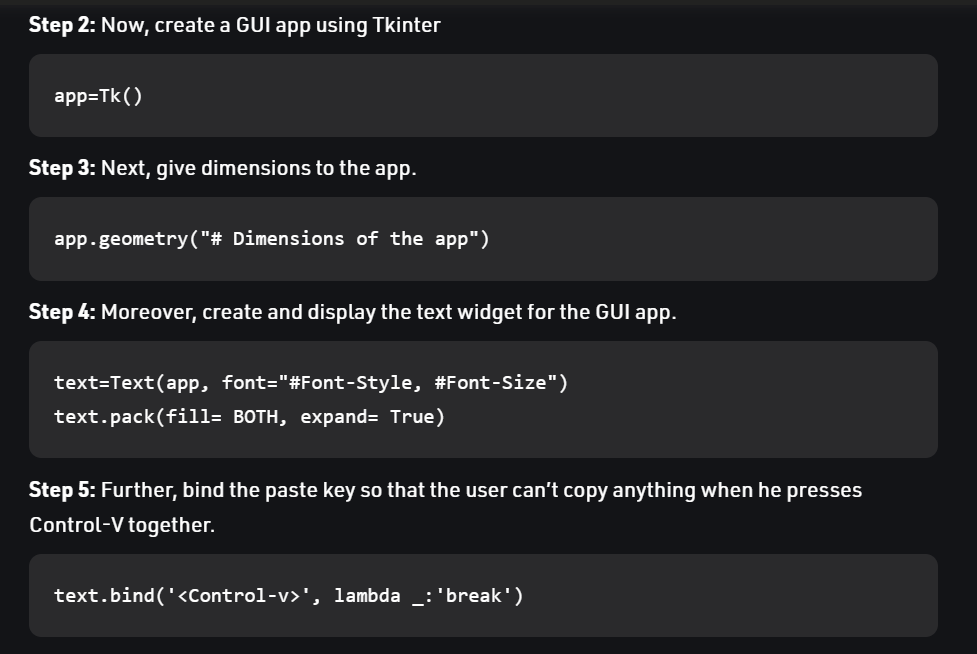 Step 2: Now, create a GUI app using Tkinter
app=Tk()
Step 3: Next, give dimensions to the app.
app.geometry("# Dimensions of the app")
Step 4: Moreover, create and display the text widget for the GUI app.
text=Text(app, font="#Font-Style, #Font-Size")
text.pack(fill= BOTH, expand= True)
Step 5: Further, bind the paste key so that the user can’t copy anything when he presses
Control-V together.
text.bind('<Control-v>', lambda _:'break')